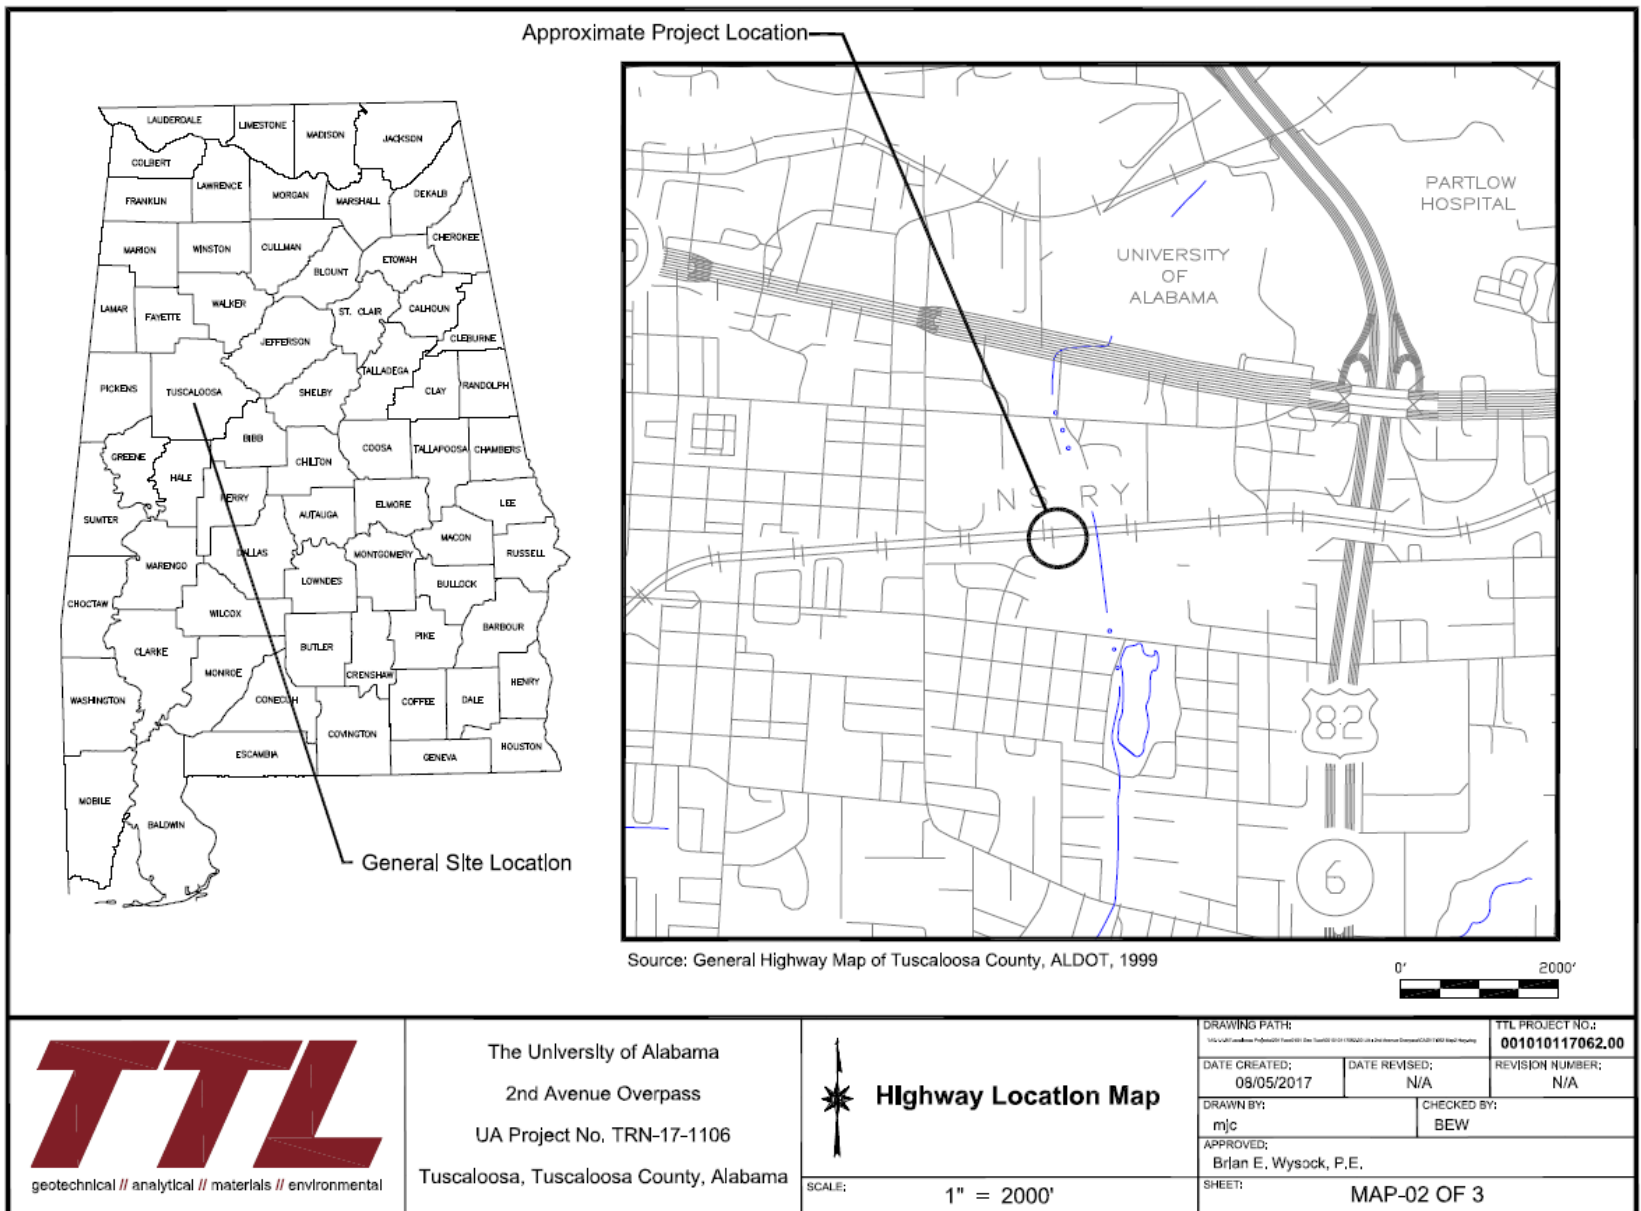 Approximate Project Location
LAUDERDALE
LIMESTONE
MADISON
JACKSON
COLBERT
LAWRENCE
MORGAN
MARSHALL
DEKALB
FRANKLIN
MARION
WINSTON
CULLMAN
BLOUNT
ETOWAH
CHEROKEE
LAMAR
FAYETTE
WALKER
ST. CLAIR
CALHOUN
JEFFERSON
CLEBURNE
PICKENS
TUSCALOOSA
SHELBY
TALLADEGA
CLAY
RANDOLPH
BIBB
COOSA
TALLAPOOSA
CHAMBERS
GREENE
HALE
CHILTON
PERRY
AUTAUGA
ELMORE
LEE
SUMTER
MARENGO
DALLAS
MONTGOMERY
MACON
RUSSELL
LOWNDES
BULLOCK
CHOCTAW
WILCOX
BARBOUR
CLARKE
BUTLER
PIKE
MONROE
CRENSHAW
HENRY
WASHINGTON
CONECUH
COFFEE
DALE
COVINGTON
ESCAMBIA
GENEVA
HOUSTON
MOBILE
BALDWIN
General Site Location
PARTLOW
HOSPITAL
UNIVERSITY
OF
ALABAMA
N S RY
82
6
Source: General Highway Map of Tuscaloosa County, ALDOT, 1999
0' 2000'
TTL
geotechnical // analytical // materials // environmental
The University of Alabama
2nd Avenue Overpass
UA Project No. TRN-17-1106
Tuscaloosa, Tuscaloosa County, Alabama
Highway Location Map
SCALE:
1" = 2000'
DRAWING PATH:
TTL PROJECT NO.:
001010117062.00
DATE CREATED:
08/05/2017
DATE REVISED:
N/A
REVISION NUMBER:
N/A
DRAWN BY:
mjc
CHECKED BY:
BEW
APPROVED:
Brian E. Wysock, P.E.
SHEET:
MAP-02 OF 3